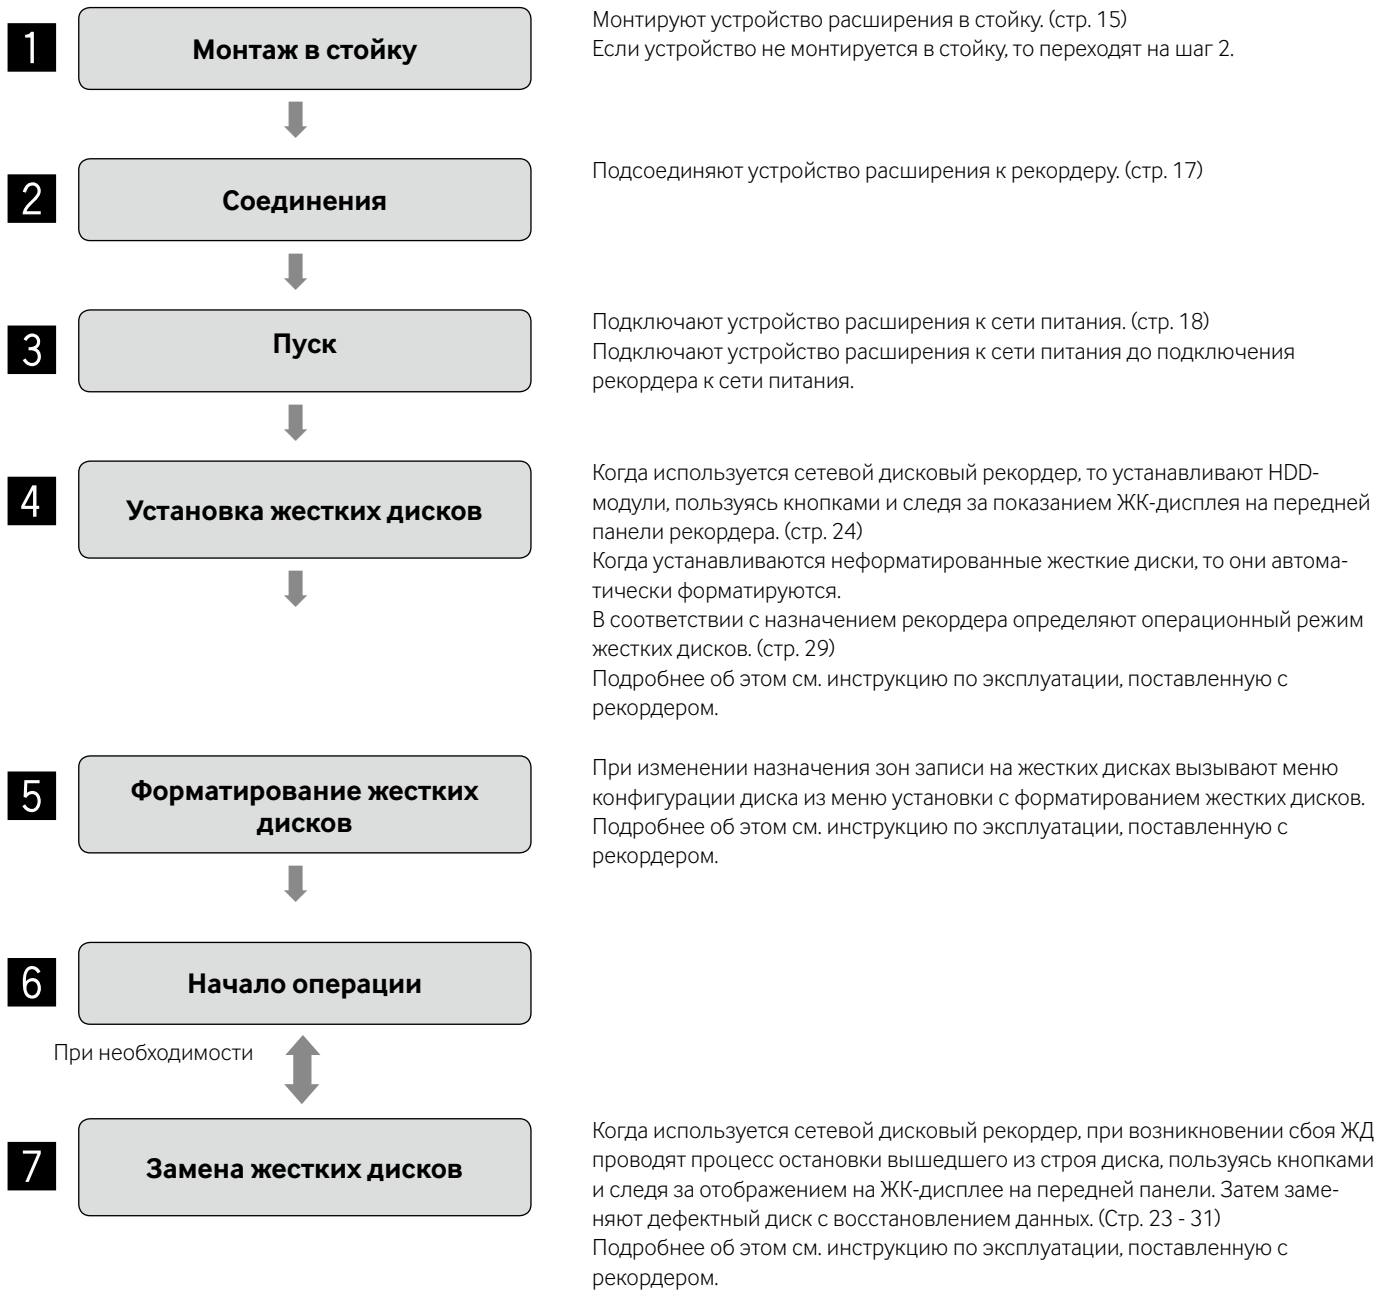 1
Монтаж в стойку
Монтируют устройство расширения в стойку. (стр. 15)
Если устройство не монтируется в стойку, то переходят на шаг 2.
2
Соединения
Подсоединяют устройство расширения к рекордеру. (стр. 17)
3
Пуск
Подключают устройство расширения к сети питания. (стр. 18)
Подключают устройство расширения к сети питания до подключения
рекордера к сети питания.
4
Установка жестких дисков
Когда используется сетевой дисковый рекордер, то устанавливают HDD-
модули, пользуясь кнопками и следя за показанием ЖК-дисплея на передней
панели рекордера. (стр. 24)
Когда устанавливаются неформатированные жесткие диски, то они автома-
тически форматируются.
В соответствии с назначением рекордера определяют операционный режим
жестких дисков. (стр. 29)
Подробнее об этом см. инструкцию по эксплуатации, поставленную с
рекордером.
5
Форматирование жестких
дисков
При изменении назначения зон записи на жестких дисках вызывают меню
конфигурации диска из меню установки с форматированием жестких дисков.
Подробнее об этом см. инструкцию по эксплуатации, поставленную с
рекордером.
6
Начало операции
При необходимости
7
Замена жестких дисков
Когда используется сетевой дисковый рекордер, при возникновении сбоя ЖД
проводят процесс остановки вышедшего из строя диска, пользуясь кнопками
и следя за отображением на ЖК-дисплее на передней панели. Затем заме-
няют дефектный диск с восстановлением данных. (Стр. 23 - 31)
Подробнее об этом см. инструкцию по эксплуатации, поставленную с
рекордером.